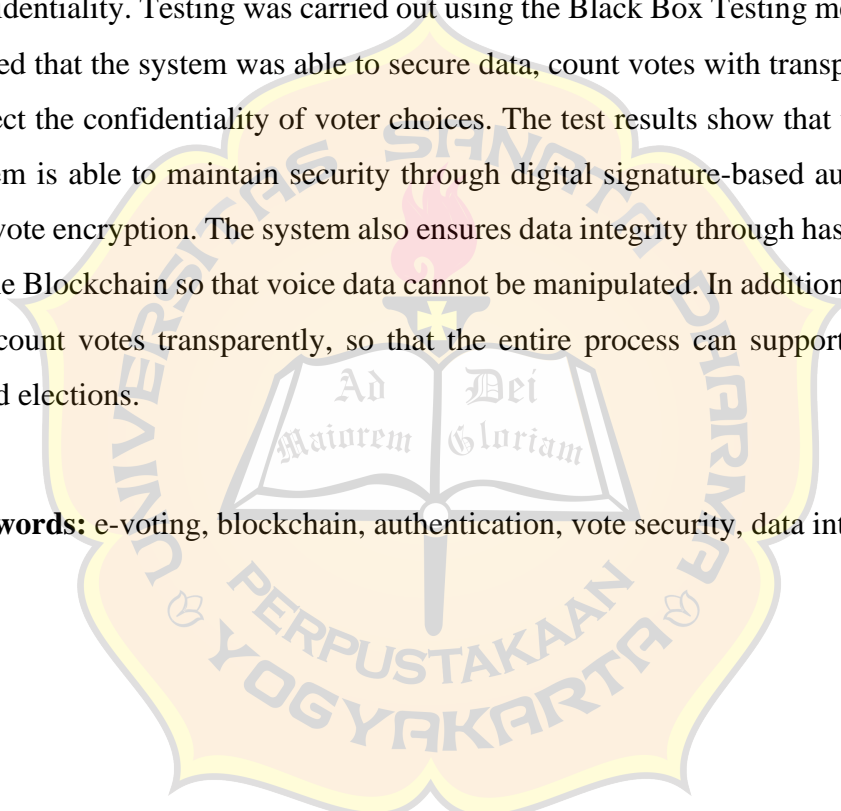 identiality. Testing was carried out using the Black Box Testing me
ed that the system was able to secure data, count votes with transp
ect the confidentiality of voter choices. The test results show that
em is able to maintain security through digital signature-based au
vote encryption. The system also ensures data integrity through has
e Blockchain so that voice data cannot be manipulated. In addition
count votes transparently, so that the entire process can support
d elections.
words: e-voting, blockchain, authentication, vote security, data int
UNIVERSITAS SANATA DHARMA
Ad Dei
Maiorem Gloriam
PERPUSTAKAAN
YOGYAKARTA